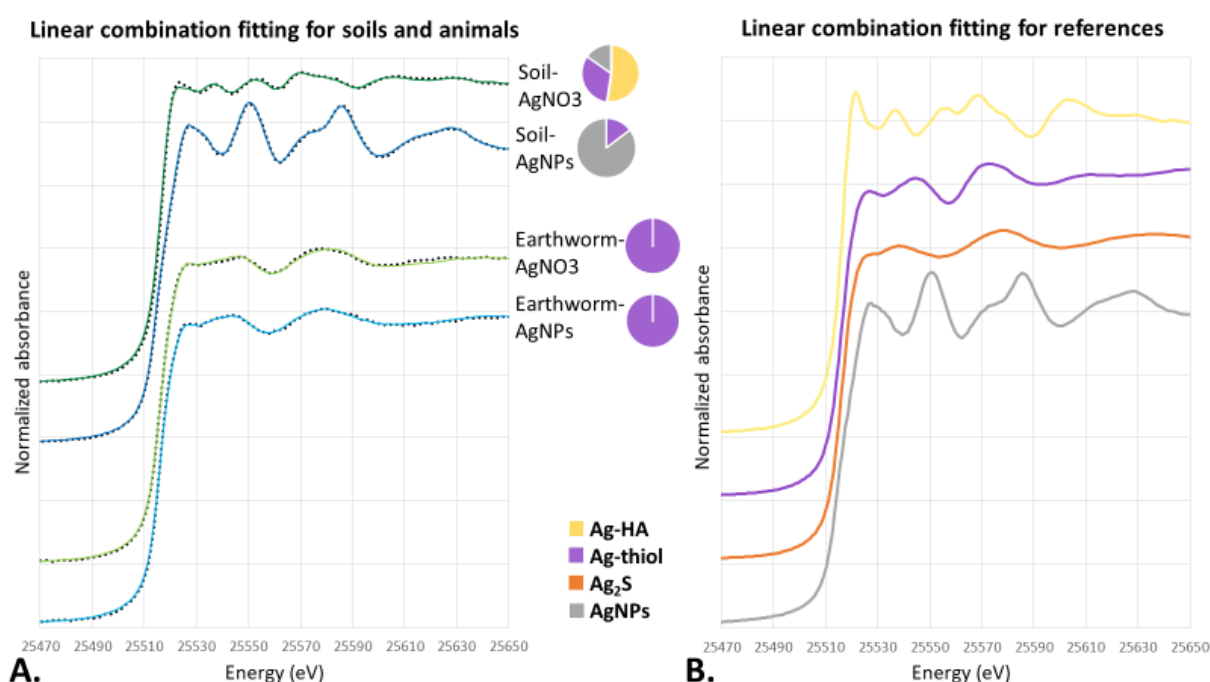 Linear combination fitting for soils and animals
Soil-
AgNO3
Soil-
AgNPs
Earthworm-
AgNO3
Earthworm-
AgNPs
Normalized absorbance
25470 25490 25510 25530 25550 25570 25590 25610 25630 25650
Energy (eV)
A.
Ag-HA
Ag-thiol
Ag₂S
AgNPs
Linear combination fitting for references
Normalized absorbance
25470 25490 25510 25530 25550 25570 25590 25610 25630 25650
Energy (eV)
B.